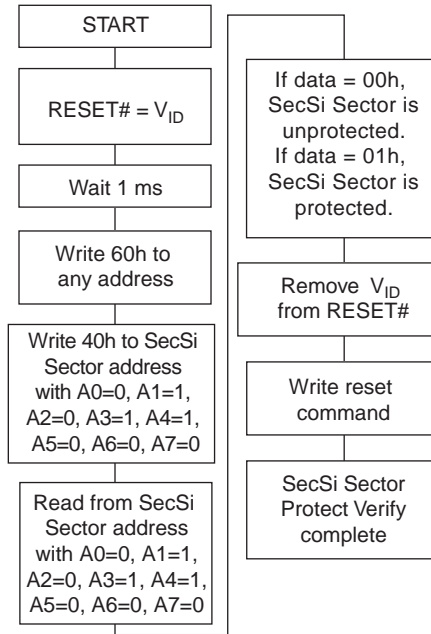 START
RESET# = VID
Wait 1 ms
Write 60h to
any address
Write 40h to SecSi
Sector address
with A0=0, A1=1,
A2=0, A3=1, A4=1,
A5=0, A6=0, A7=0
Read from SecSi
Sector address
with A0=0, A1=1,
A2=0, A3=1, A4=1,
A5=0, A6=0, A7=0
If data = 00h,
SecSi Sector is
unprotected.
If data = 01h,
SecSi Sector is
protected.
Remove VID
from RESET#
Write reset
command
SecSi Sector
Protect Verify
complete